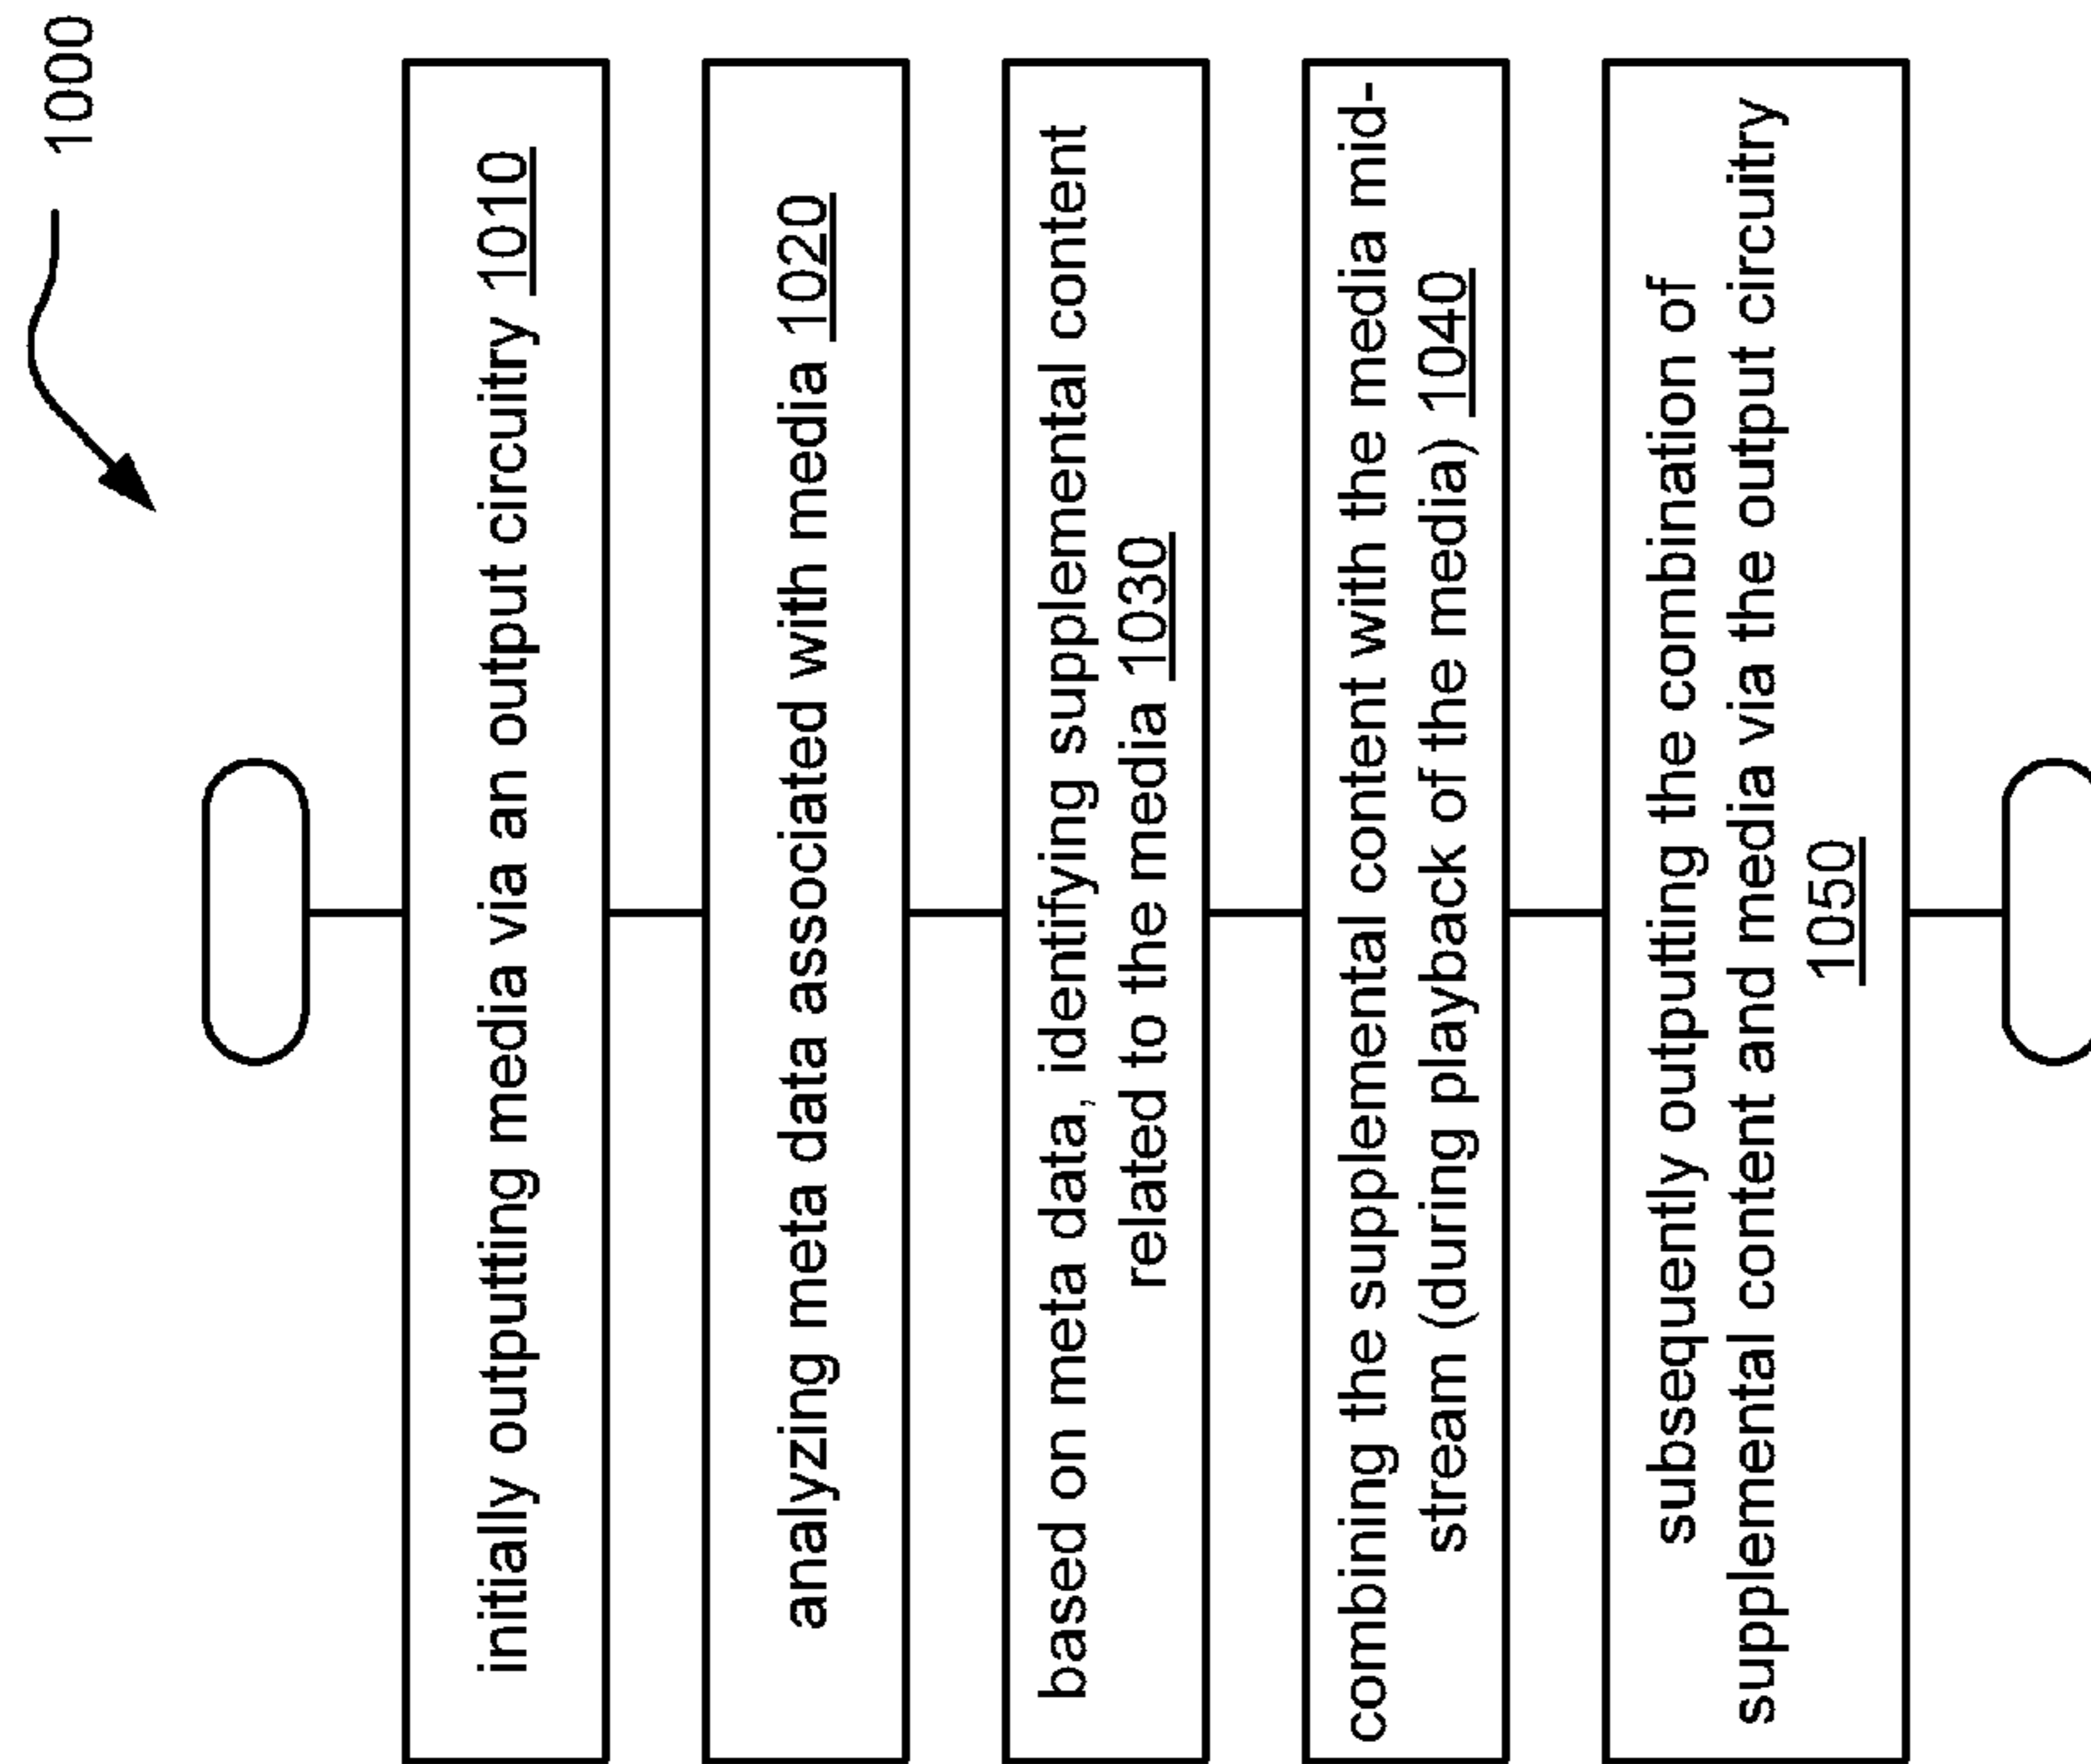 1000
initially outputting media via an output circuitry 1010
analyzing meta data associated with media 1020
based on meta data, identifying supplemental content
related to the media 1030
combining the supplemental content with the media mid-
stream (during playback of the media) 1040
subsequently outputting the combination of
supplemental content and media via the output circuitry
1050